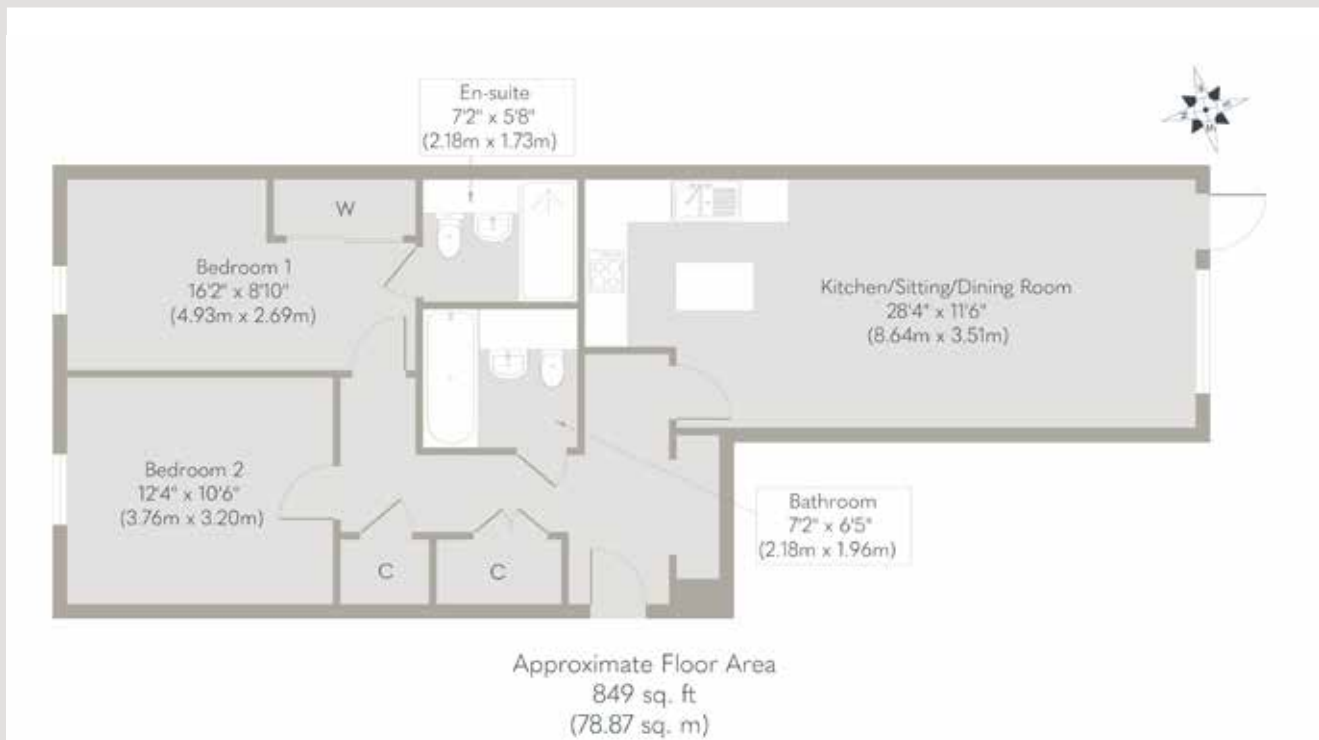 En-suite
7'2" x 5'8"
(2.18m x 1.73m)
W
Bedroom 1
16'2" x 8'10"
(4.93m x 2.69m)
Kitchen/Sitting/Dining Room
28'4" x 11'6"
(8.64m x 3.51m)
Bedroom 2
12'4" x 10'6"
(3.76m x 3.20m)
Bathroom
7'2" x 6'5"
(2.18m x 1.96m)
C
C
Approximate Floor Area
849 sq. ft
(78.87 sq. m)